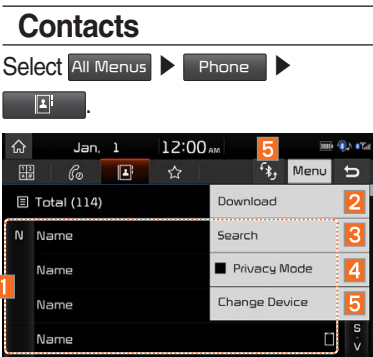 Contacts
Select All Menus ▶ Phone ▶
.
Jan. 1 12:00 AM 5
Menu
Total (114)
Download 2
N Name
Search 3
Name
Privacy Mode 4
1
Name
Change Device 5
Name
S
V